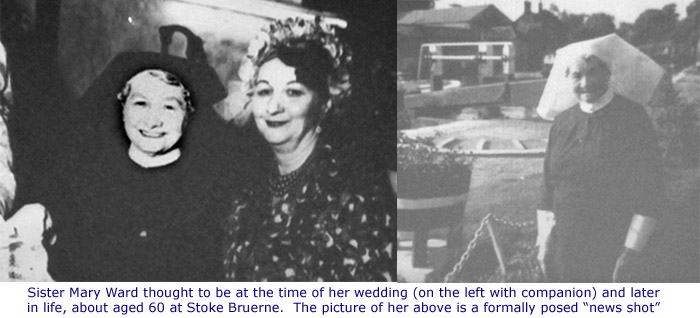 Sister Mary Ward thought to be at the time of her wedding (on the left with companion) and later
in life, about aged 60 at Stoke Bruerne.  The picture of her above is a formally posed “news shot”